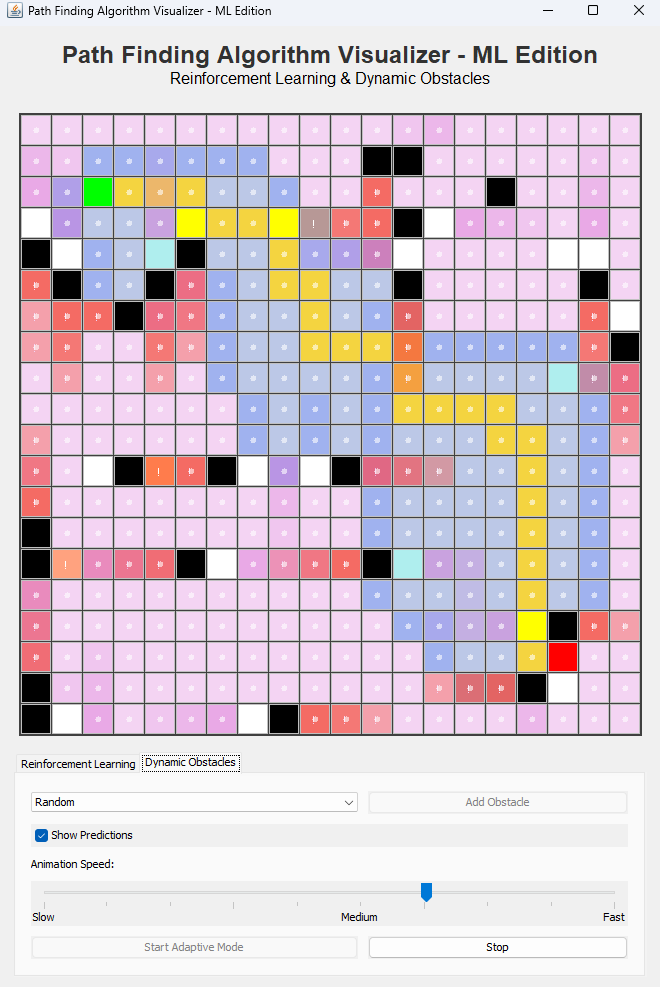 Path Finding Algorithm Visualizer - ML Edition
Path Finding Algorithm Visualizer - ML Edition
Reinforcement Learning & Dynamic Obstacles
!
!
!
Reinforcement Learning Dynamic Obstacles
Random Add Obstacle
Show Predictions
Animation Speed:
Slow Medium Fast
Start Adaptive Mode Stop